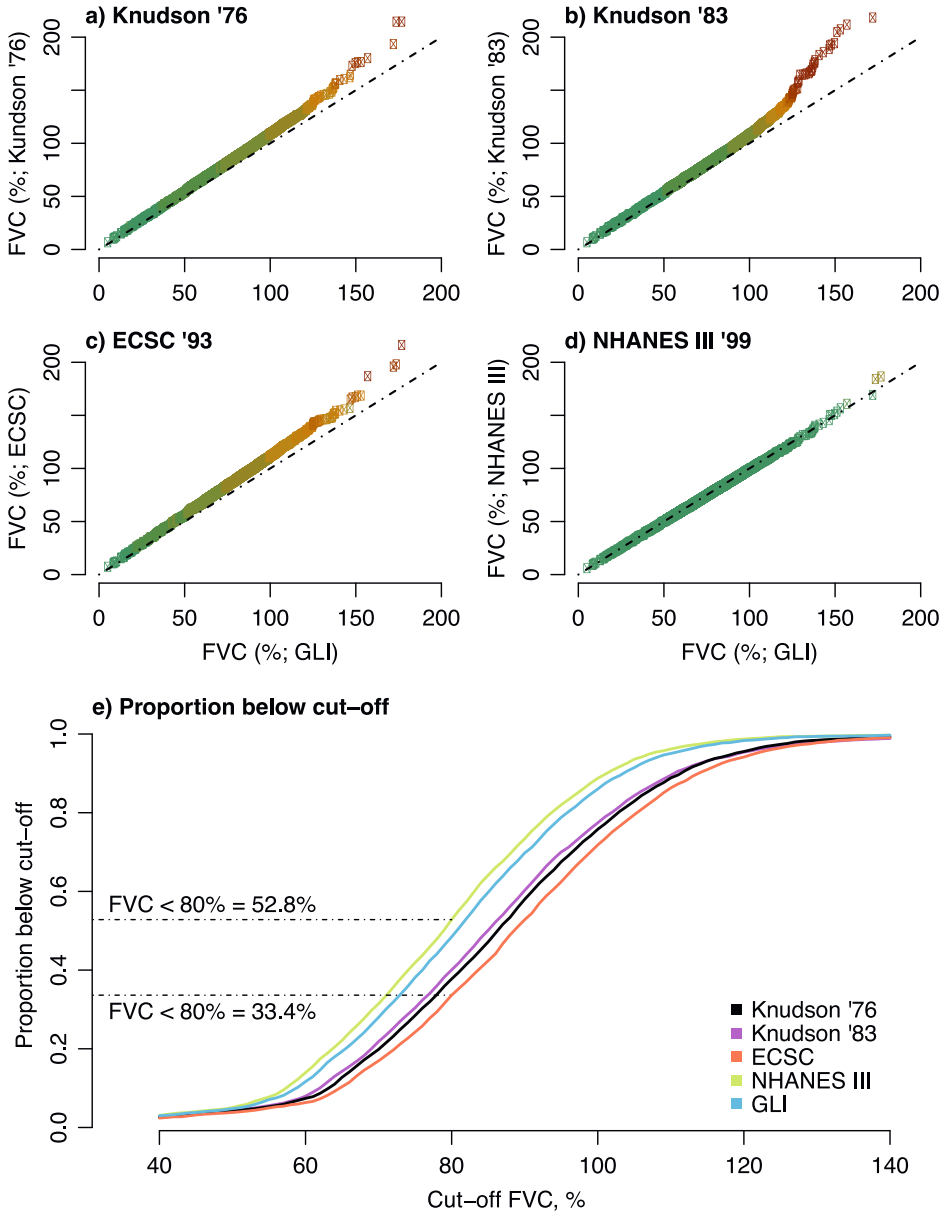 a) Knudson '76
b) Knudson '83
FVC (%; Kundson '76)
0 50 100 200
0 50 100 150 200
FVC (%; Knudson '83)
0 50 100 200
0 50 100 150 200
c) ECSC '93
d) NHANES III '99
FVC (%; ECSC)
0 50 100 200
0 50 100 150 200
FVC (%; GLI)
FVC (%; NHANES III)
0 50 100 200
0 50 100 150 200
FVC (%; GLI)
e) Proportion below cut–off
Proportion below cut–off
0.0 0.2 0.4 0.6 0.8 1.0
FVC < 80% = 52.8%
FVC < 80% = 33.4%
Knudson '76
Knudson '83
ECSC
NHANES III
GLI
40 60 80 100 120 140
Cut–off FVC, %